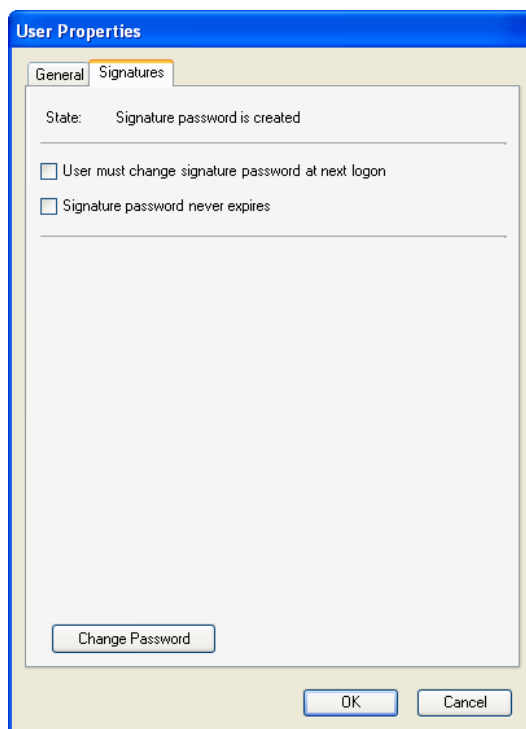 User Properties
General Signatures
State: Signature password is created
User must change signature password at next logon
Signature password never expires
Change Password
OK Cancel